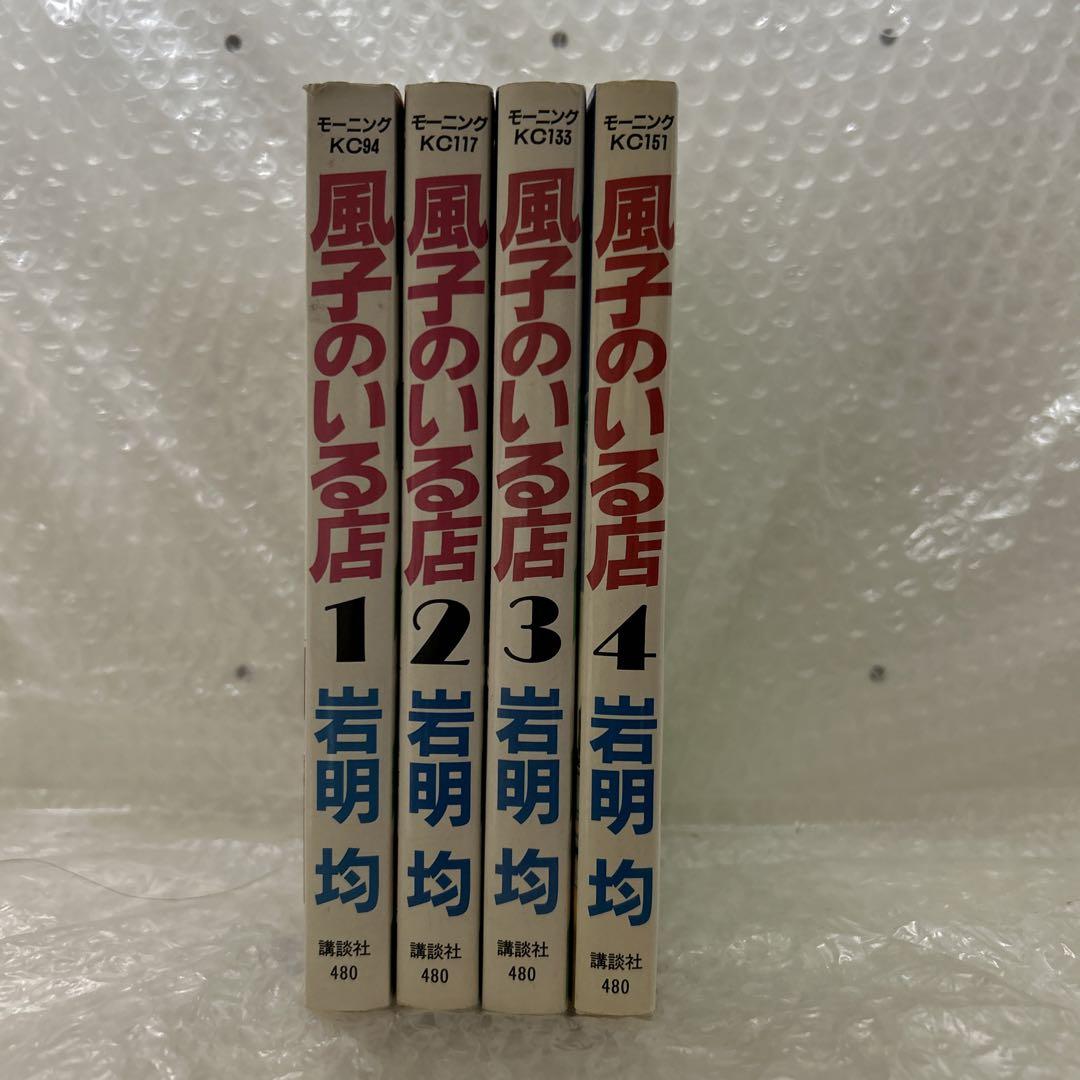 モーニング
KC94
風子のいる店
1
岩明 均
講談社
480
モーニング
KC117
風子のいる店
2
岩明 均
講談社
480
モーニング
KC133
風子のいる店
3
岩明 均
講談社
480
モーニング
KC151
風子のいる店
4
岩明 均
講談社
480